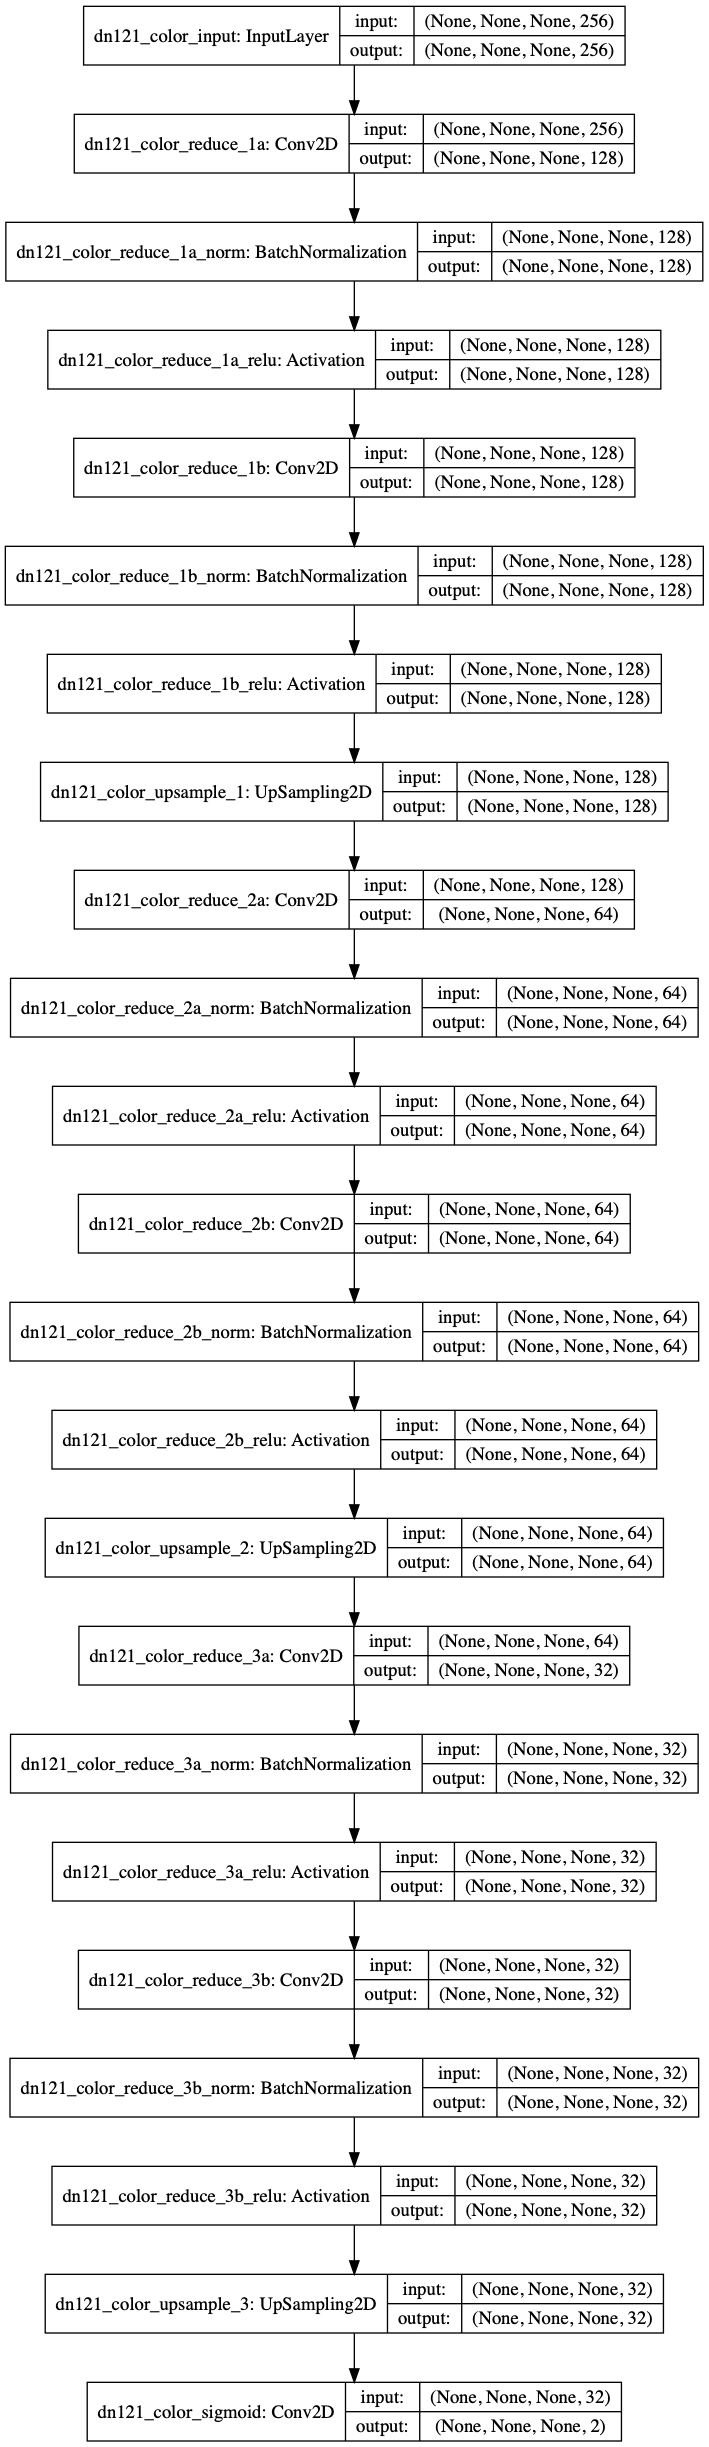 dn121_color_input: InputLayer
input: (None, None, None, 256)
output: (None, None, None, 256)
dn121_color_reduce_1a: Conv2D
input: (None, None, None, 256)
output: (None, None, None, 128)
dn121_color_reduce_1a_norm: BatchNormalization
input: (None, None, None, 128)
output: (None, None, None, 128)
dn121_color_reduce_1a_relu: Activation
input: (None, None, None, 128)
output: (None, None, None, 128)
dn121_color_reduce_1b: Conv2D
input: (None, None, None, 128)
output: (None, None, None, 128)
dn121_color_reduce_1b_norm: BatchNormalization
input: (None, None, None, 128)
output: (None, None, None, 128)
dn121_color_reduce_1b_relu: Activation
input: (None, None, None, 128)
output: (None, None, None, 128)
dn121_color_upsample_1: UpSampling2D
input: (None, None, None, 128)
output: (None, None, None, 128)
dn121_color_reduce_2a: Conv2D
input: (None, None, None, 128)
output: (None, None, None, 64)
dn121_color_reduce_2a_norm: BatchNormalization
input: (None, None, None, 64)
output: (None, None, None, 64)
dn121_color_reduce_2a_relu: Activation
input: (None, None, None, 64)
output: (None, None, None, 64)
dn121_color_reduce_2b: Conv2D
input: (None, None, None, 64)
output: (None, None, None, 64)
dn121_color_reduce_2b_norm: BatchNormalization
input: (None, None, None, 64)
output: (None, None, None, 64)
dn121_color_reduce_2b_relu: Activation
input: (None, None, None, 64)
output: (None, None, None, 64)
dn121_color_upsample_2: UpSampling2D
input: (None, None, None, 64)
output: (None, None, None, 64)
dn121_color_reduce_3a: Conv2D
input: (None, None, None, 64)
output: (None, None, None, 32)
dn121_color_reduce_3a_norm: BatchNormalization
input: (None, None, None, 32)
output: (None, None, None, 32)
dn121_color_reduce_3a_relu: Activation
input: (None, None, None, 32)
output: (None, None, None, 32)
dn121_color_reduce_3b: Conv2D
input: (None, None, None, 32)
output: (None, None, None, 32)
dn121_color_reduce_3b_norm: BatchNormalization
input: (None, None, None, 32)
output: (None, None, None, 32)
dn121_color_reduce_3b_relu: Activation
input: (None, None, None, 32)
output: (None, None, None, 32)
dn121_color_upsample_3: UpSampling2D
input: (None, None, None, 32)
output: (None, None, None, 32)
dn121_color_sigmoid: Conv2D
input: (None, None, None, 32)
output: (None, None, None, 2)